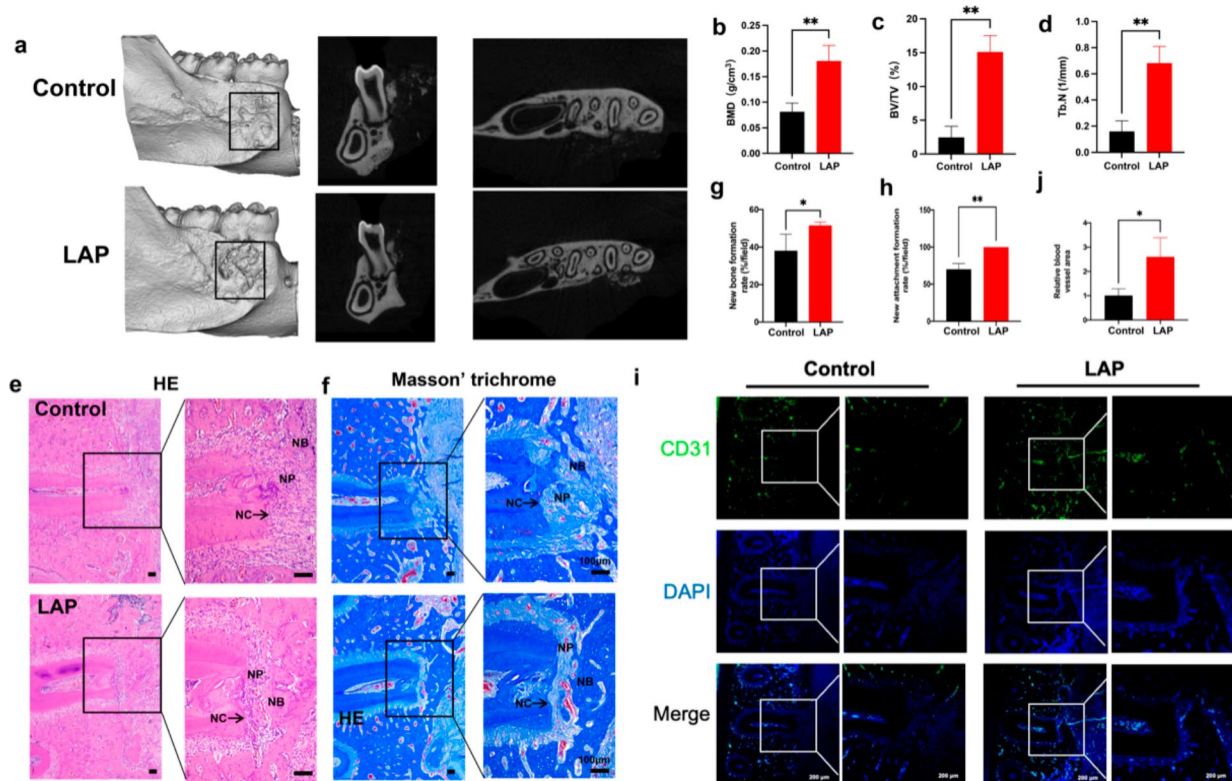 a
Control
LAP
b
**
BMD (g/cm³)
0.25
0.20
0.15
0.10
0.05
0.00
Control LAP
c
**
BV/TV (%)
20
15
10
5
0
Control LAP
d
**
Tb.N (1/mm)
1.0
0.8
0.6
0.4
0.2
0.0
Control LAP
g
*
New bone formation
rate (%/field)
60
40
20
0
Control LAP
h
**
New attachment formation
rate (%/field)
150
100
50
0
Control LAP
j
*
Relative blood
vessel area
5
4
3
2
1
0
Control LAP
e
HE
Control
NB
NP
NC→
LAP
NP
NB
NC→
f
Masson' trichrome
NB
NP
NC→
100μm
HE
NP
NB
NC→
100μm
i
Control LAP
CD31
DAPI
Merge
200 μm
200 μm